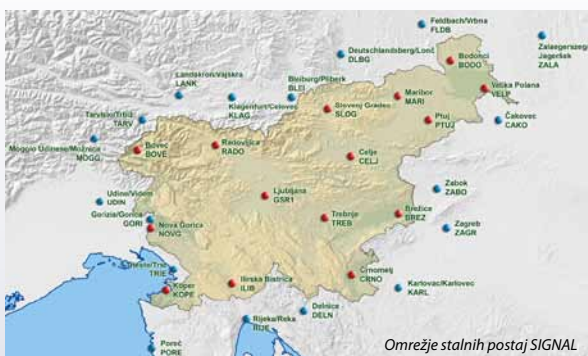 Feldbach/Vrbna
FLDB
Zalaegerszeg/
Jageršek
ZALA
Deutschlandsberg/Lonč
DLBG
Bodonci
BODO
Landskron/Vajskra
LANK
Bleiburg/Pliberk
BLEI
Klagenfurt/Celovec
KLAG
Velika Polana
VELP
Maribor
MARI
Slovenj Gradec
SLOG
Ptuj
PTUJ
Čakovec
CAKO
Tarvisio/Trbiž
TARV
Moggio Udinese/Možnica
MOGG
Bovec
BOVE
Radovljica
RADO
Celje
CELJ
Udine/Videm
UDIN
Ljubljana
GSR1
Zabok
ZABO
Gorizia/Gorica
GORI
Nova Gorica
NOVG
Trebnje
TREB
Brežice
BREZ
Zagreb
ZAGR
Trieste/Trst
TRIE
Koper
KOPE
Ilirska Bistrica
ILIB
Črnomelj
CRNO
Karlovac/Karlovec
KARL
Delnice
DELN
Rijeka/Reka
RIJE
Poreč
PORE
Omrežje stalnih postaj SIGNAL